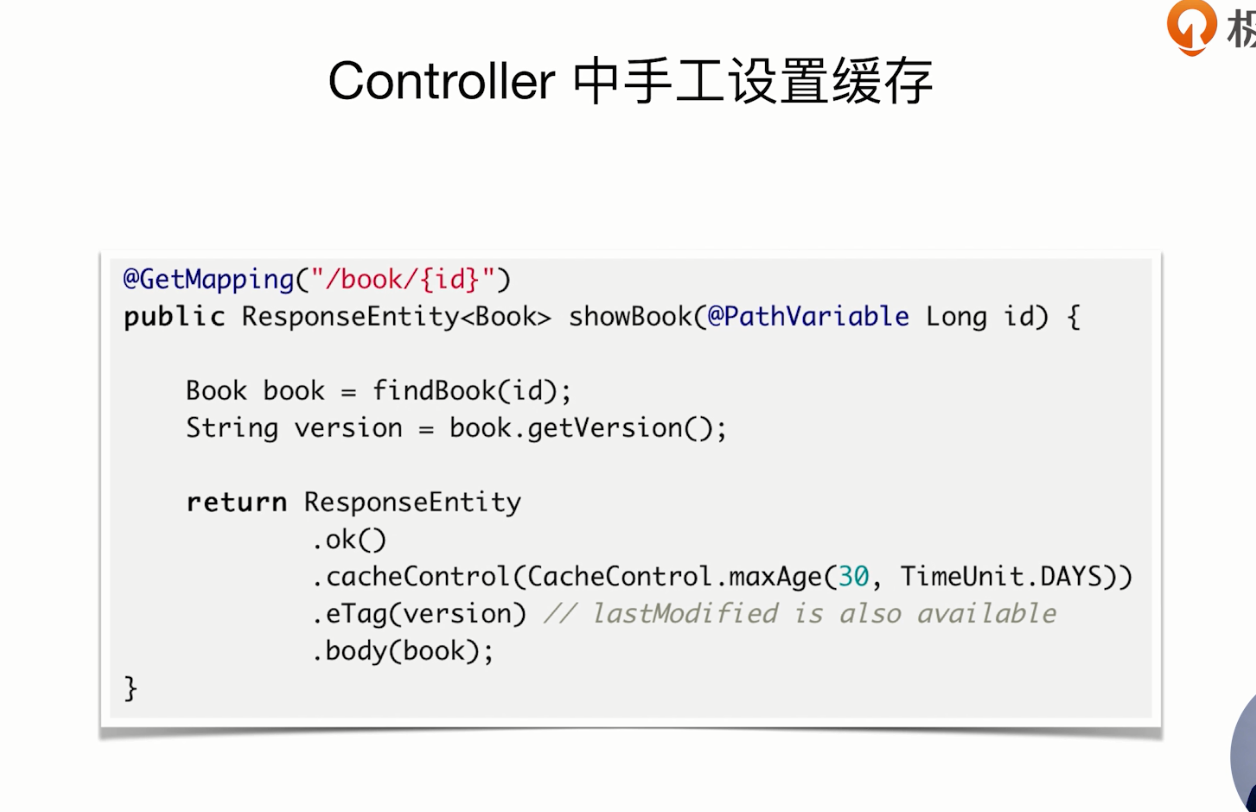 Controller 中手工设置缓存
@GetMapping("/book/{id}")
public ResponseEntity<Book> showBook(@PathVariable Long id) {
Book book = findBook(id);
String version = book.getVersion();
return ResponseEntity
.ok()
.cacheControl(CacheControl.maxAge(30, TimeUnit.DAYS))
.eTag(version) // lastModified is also available
.body(book);
}